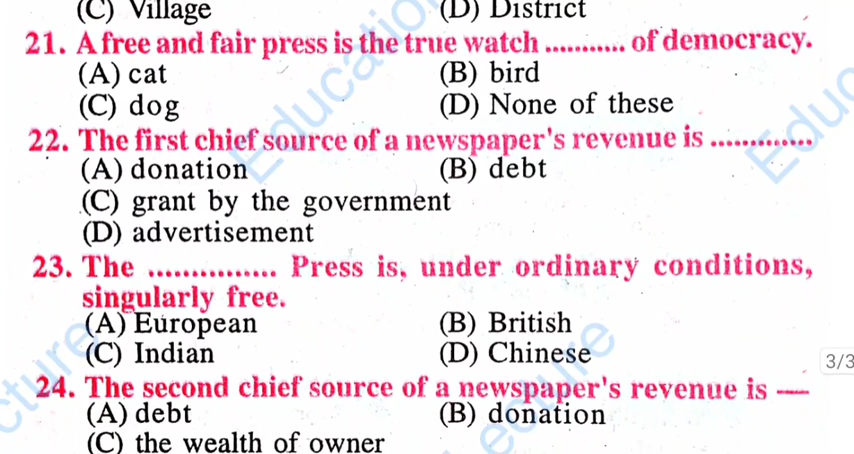 (C) Village (D) District
21. A free and fair press is the true watch ........... of democracy.
(A) cat (B) bird
(C) dog (D) None of these
22. The first chief source of a newspaper's revenue is .............
(A) donation (B) debt
(C) grant by the government
(D) advertisement
23. The ............... Press is, under ordinary conditions,
singularly free.
(A) European (B) British
(C) Indian (D) Chinese
3/3
24. The second chief source of a newspaper's revenue is —
(A) debt (B) donation
(C) the wealth of owner